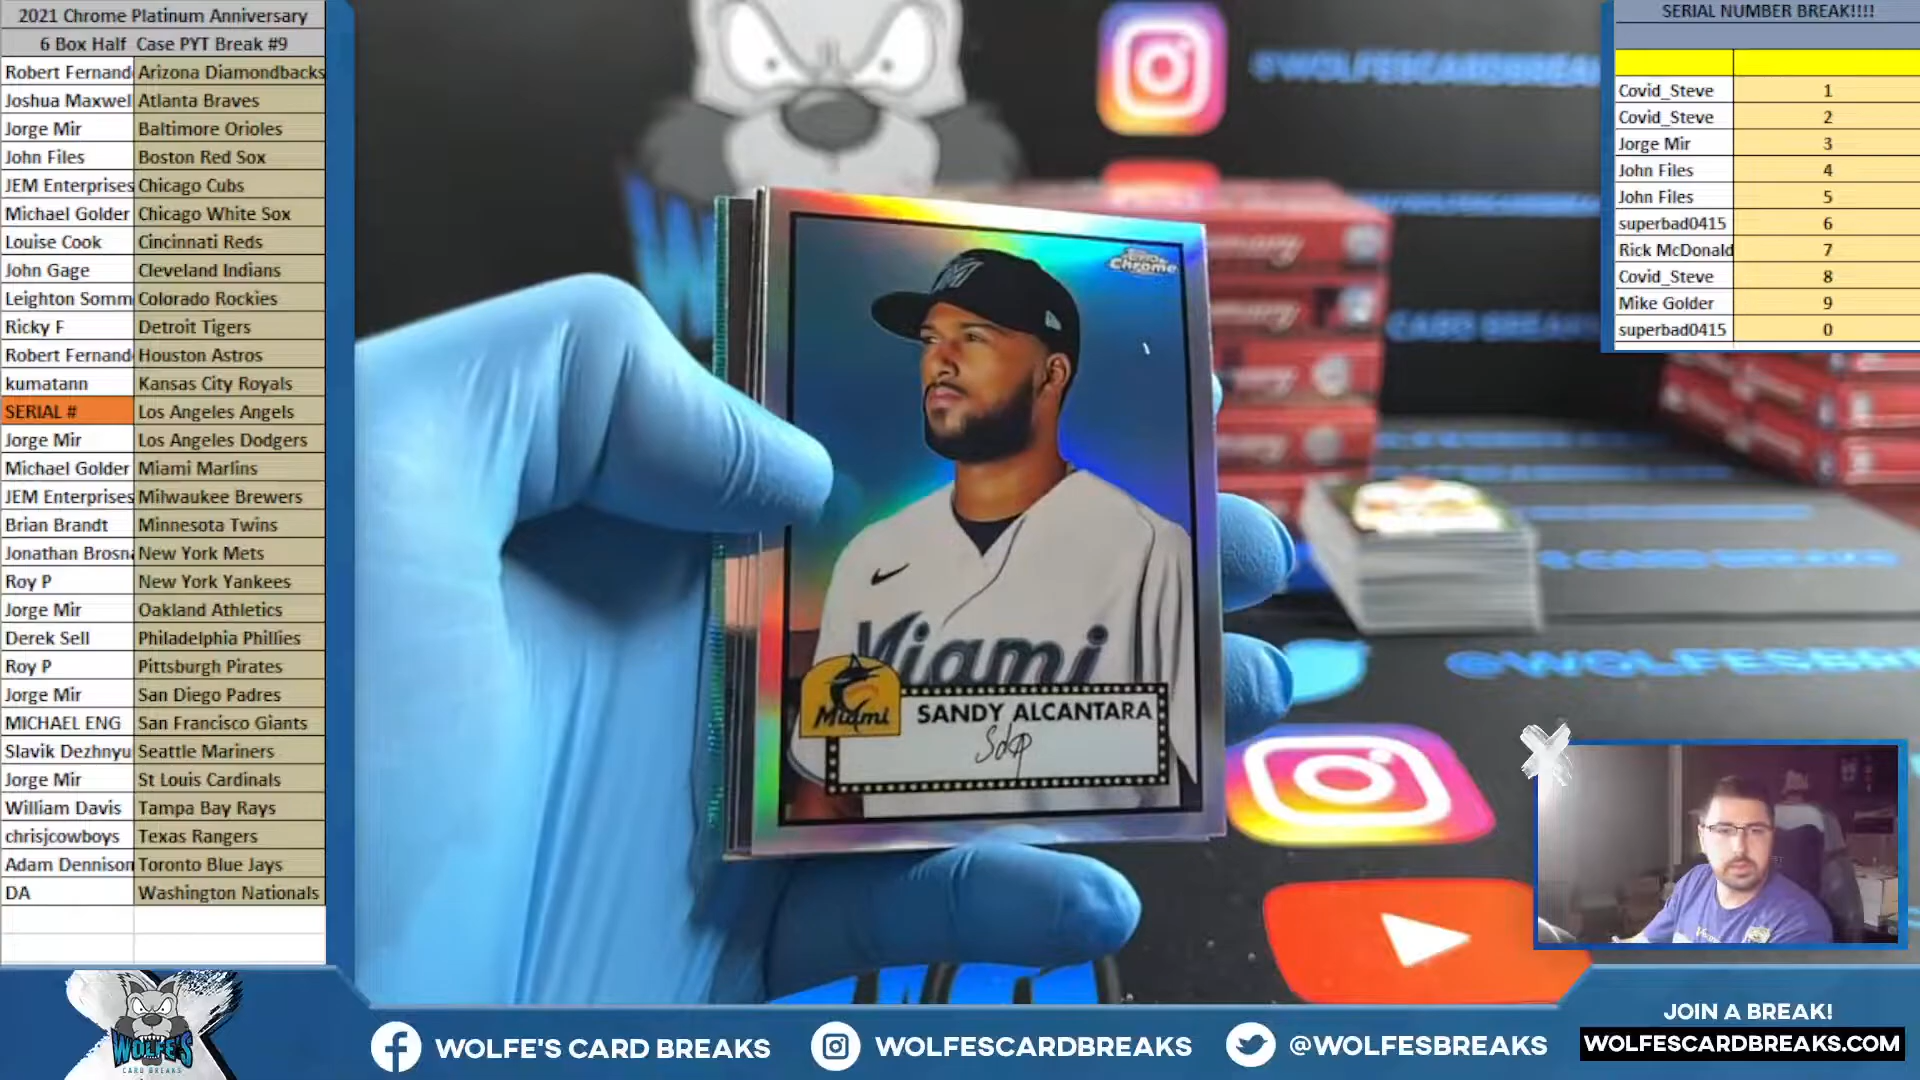 2021 Chrome Platinum Anniversary
6 Box Half Case PYT Break #9
Robert Fernand Arizona Diamondbacks
Joshua Maxwel Atlanta Braves
Jorge Mir Baltimore Orioles
John Files Boston Red Sox
JEM Enterprises Chicago Cubs
Michael Golder Chicago White Sox
Louise Cook Cincinnati Reds
John Gage Cleveland Indians
Leighton Somm Colorado Rockies
Ricky F Detroit Tigers
Robert Fernand Houston Astros
kumatann Kansas City Royals
SERIAL # Los Angeles Angels
Jorge Mir Los Angeles Dodgers
Michael Golder Miami Marlins
JEM Enterprises Milwaukee Brewers
Brian Brandt Minnesota Twins
Jonathan Brosna New York Mets
Roy P New York Yankees
Jorge Mir Oakland Athletics
Derek Sell Philadelphia Phillies
Roy P Pittsburgh Pirates
Jorge Mir San Diego Padres
MICHAEL ENG San Francisco Giants
Slavik Dezhnyu Seattle Mariners
Jorge Mir St Louis Cardinals
William Davis Tampa Bay Rays
chrisjcowboys Texas Rangers
Adam Dennison Toronto Blue Jays
DA Washington Nationals
SERIAL NUMBER BREAK!!!!
Covid_Steve 1
Covid_Steve 2
Jorge Mir 3
John Files 4
John Files 5
superbad0415 6
Rick McDonald 7
Covid_Steve 8
Mike Golder 9
superbad0415 0
@WOLFESCARDBREAKS
Topps Chrome
Miami
Miami
SANDY ALCANTARA
CARD BREAKS
WOLFE'S
CARD BREAKS
WOLFE'S CARD BREAKS
WOLFESCARDBREAKS
@WOLFESBREAKS
JOIN A BREAK!
WOLFESCARDBREAKS.COM